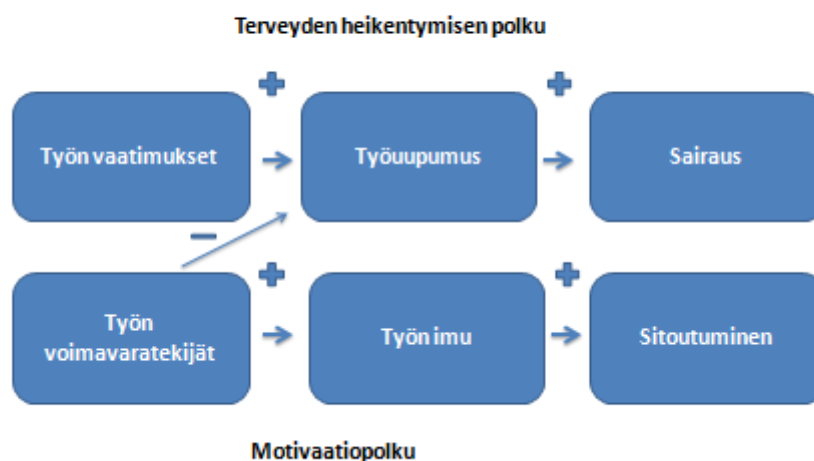 Terveyden heikentymisen polku
Työn vaatimukset
Työuupumus
Sairaus
Työn
voimavaratekijät
Työn imu
Sitoutuminen
Motivaatiopolku